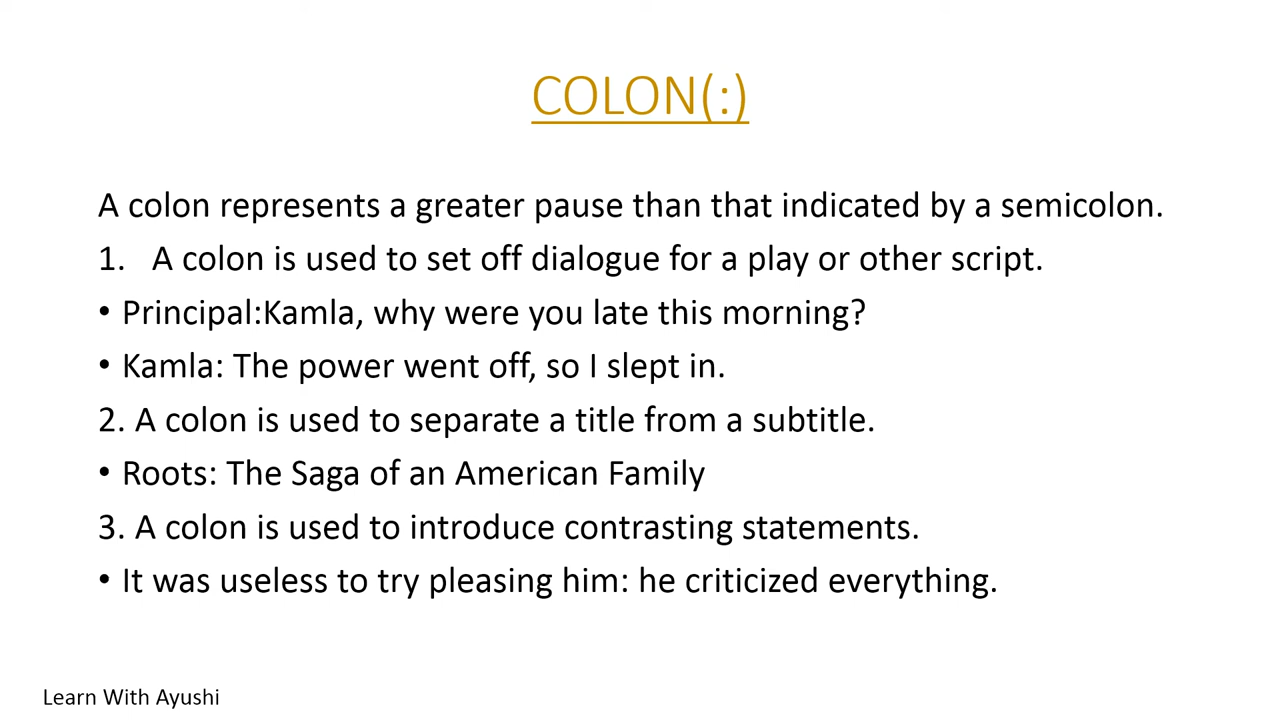 COLON(:)
A colon represents a greater pause than that indicated by a semicolon.
1. A colon is used to set off dialogue for a play or other script.
• Principal:Kamla, why were you late this morning?
• Kamla: The power went off, so I slept in.
2. A colon is used to separate a title from a subtitle.
• Roots: The Saga of an American Family
3. A colon is used to introduce contrasting statements.
• It was useless to try pleasing him: he criticized everything.
Learn With Ayushi